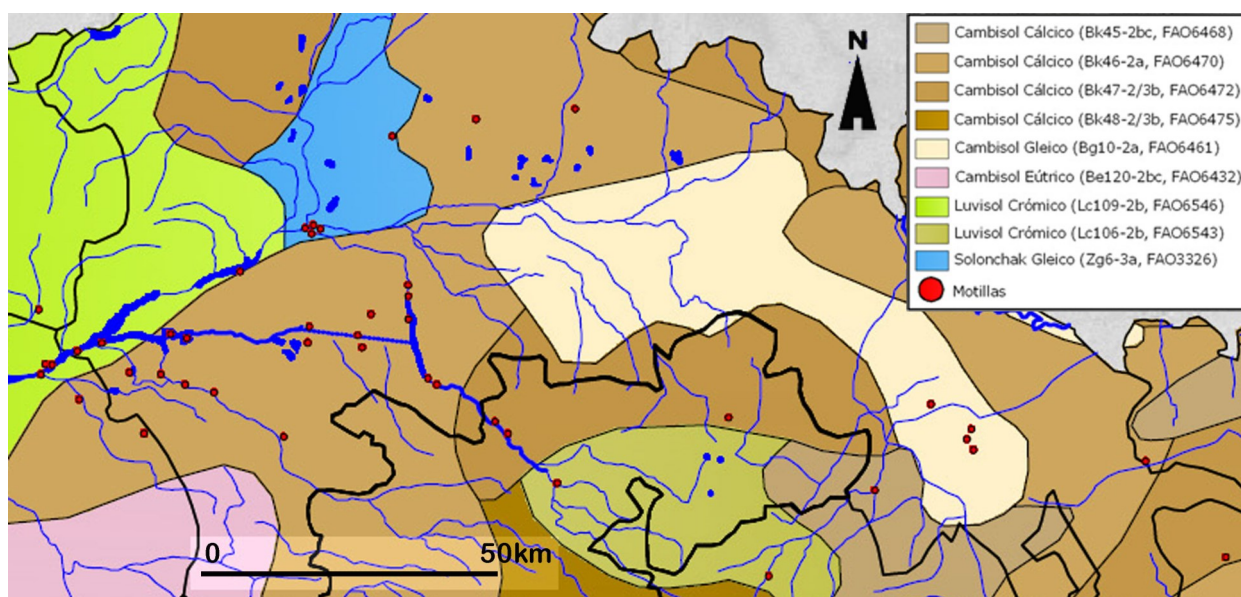 N
Cambisol Cálcico (Bk45-2bc, FAO6468)
Cambisol Cálcico (Bk46-2a, FAO6470)
Cambisol Cálcico (Bk47-2/3b, FAO6472)
Cambisol Cálcico (Bk48-2/3b, FAO6475)
Cambisol Gleico (Bg10-2a, FAO6461)
Cambisol Eútrico (Be120-2bc, FAO6432)
Luvisol Crómico (Lc109-2b, FAO6546)
Luvisol Crómico (Lc106-2b, FAO6543)
Solonchak Gleico (Zg6-3a, FAO3326)
Motillas
0 50km